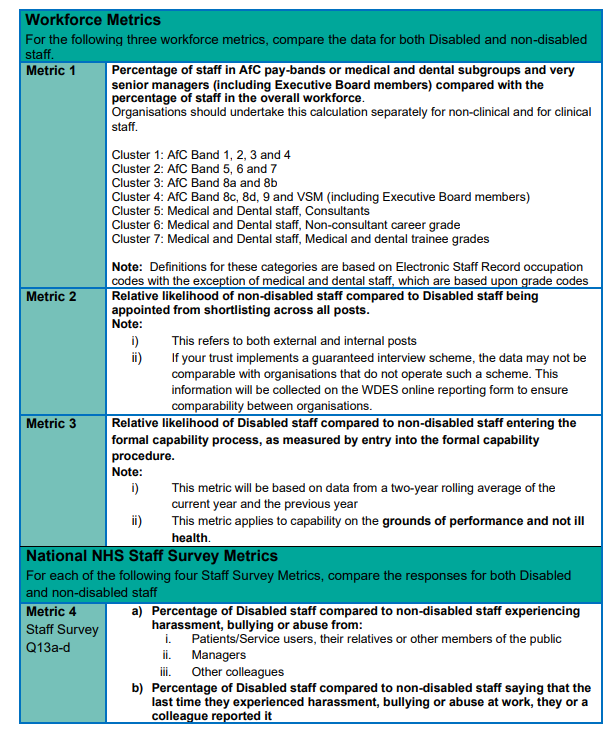 Workforce Metrics
For the following three workforce metrics, compare the data for both Disabled and non-disabled
staff.
Metric 1
Percentage of staff in AfC pay-bands or medical and dental subgroups and very
senior managers (including Executive Board members) compared with the
percentage of staff in the overall workforce.
Organisations should undertake this calculation separately for non-clinical and for clinical
staff.
Cluster 1: AfC Band 1, 2, 3 and 4
Cluster 2: AfC Band 5, 6 and 7
Cluster 3: AfC Band 8a and 8b
Cluster 4: AfC Band 8c, 8d, 9 and VSM (including Executive Board members)
Cluster 5: Medical and Dental staff, Consultants
Cluster 6: Medical and Dental staff, Non-consultant career grade
Cluster 7: Medical and Dental staff, Medical and dental trainee grades
Note: Definitions for these categories are based on Electronic Staff Record occupation
codes with the exception of medical and dental staff, which are based upon grade codes
Metric 2
Relative likelihood of non-disabled staff compared to Disabled staff being
appointed from shortlisting across all posts.
Note:
i) This refers to both external and internal posts
ii) If your trust implements a guaranteed interview scheme, the data may not be
comparable with organisations that do not operate such a scheme. This
information will be collected on the WDES online reporting form to ensure
comparability between organisations.
Metric 3
Relative likelihood of Disabled staff compared to non-disabled staff entering the
formal capability process, as measured by entry into the formal capability
procedure.
Note:
i) This metric will be based on data from a two-year rolling average of the
current year and the previous year
ii) This metric applies to capability on the grounds of performance and not ill
health.
National NHS Staff Survey Metrics
For each of the following four Staff Survey Metrics, compare the responses for both Disabled
and non-disabled staff
Metric 4
Staff Survey
Q13a-d
a) Percentage of Disabled staff compared to non-disabled staff experiencing
harassment, bullying or abuse from:
i. Patients/Service users, their relatives or other members of the public
ii. Managers
iii. Other colleagues
b) Percentage of Disabled staff compared to non-disabled staff saying that the
last time they experienced harassment, bullying or abuse at work, they or a
colleague reported it